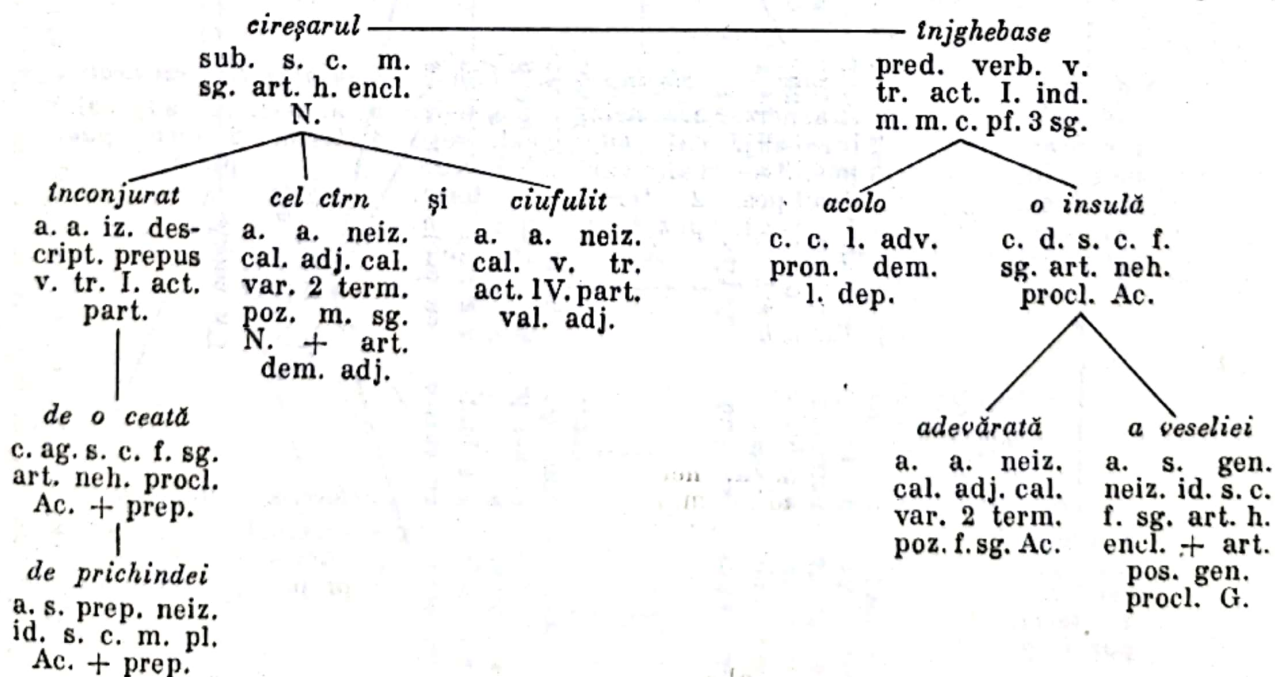 cireşarul
sub. s. c. m.
sg. art. h. encl.
N.
înjghebase
pred. verb. v.
tr. act. I. ind.
m. m. c. pf. 3 sg.
înconjurat
a. a. iz. des-
cript. prepus
v. tr. I. act.
part.
cel cîrn
a. a. neiz.
cal. adj. cal.
var. 2 term.
poz. m. sg.
N. + art.
dem. adj.
şi
ciufulit
a. a. neiz.
cal. v. tr.
act. IV. part.
val. adj.
acolo
c. c. l. adv.
pron. dem.
l. dep.
o insulă
c. d. s. c. f.
sg. art. neh.
procl. Ac.
de o ceată
c. ag. s. c. f. sg.
art. neh. procl.
Ac. + prep.
de prichindei
a. s. prep. neiz.
id. s. c. m. pl.
Ac. + prep.
adevărată
a. a. neiz.
cal. adj. cal.
var. 2 term.
poz. f. sg. Ac.
a veseliei
a. s. gen.
neiz. id. s. c.
f. sg. art. h.
encl. + art.
pos. gen.
procl. G.